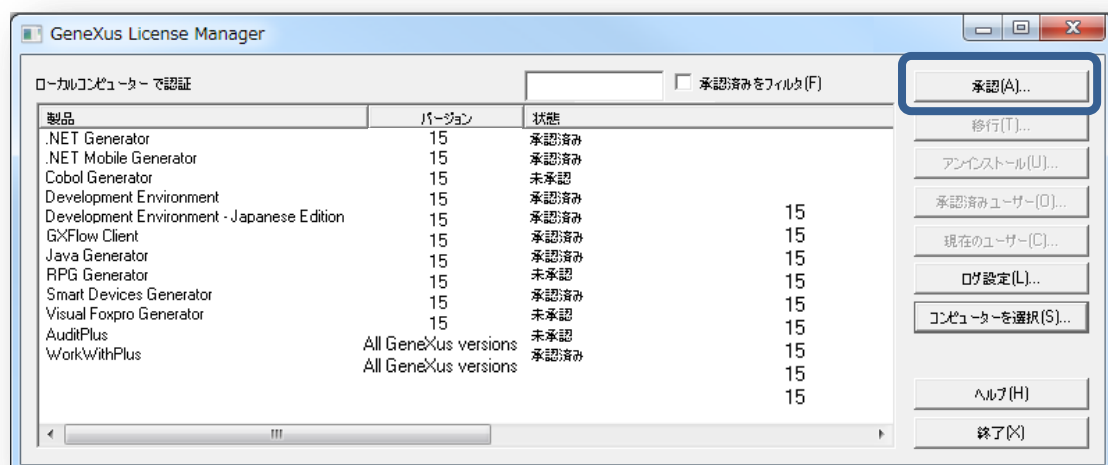 GeneXus License Manager
ローカルコンピューター で認証 承認済みをフィルタ(F) 承認(A)...
製品 バージョン 状態 移行(T)...
.NET Generator 15 承認済み
.NET Mobile Generator 15 承認済み アンインストール(U)...
Cobol Generator 15 未承認
Development Environment 15 承認済み 承認済みユーザー(O)...
Development Environment - Japanese Edition 15 承認済み 15
GXFlow Client 15 承認済み 15 現在のユーザー(C)...
Java Generator 15 承認済み 15
RPG Generator 15 未承認 15 ログ設定(L)...
Smart Devices Generator 15 承認済み 15
Visual Foxpro Generator 15 未承認 15 コンピューターを選択(S)...
AuditPlus All GeneXus versions 未承認 15
WorkWithPlus All GeneXus versions 承認済み 15
15 ヘルプ(H)
終了(X)